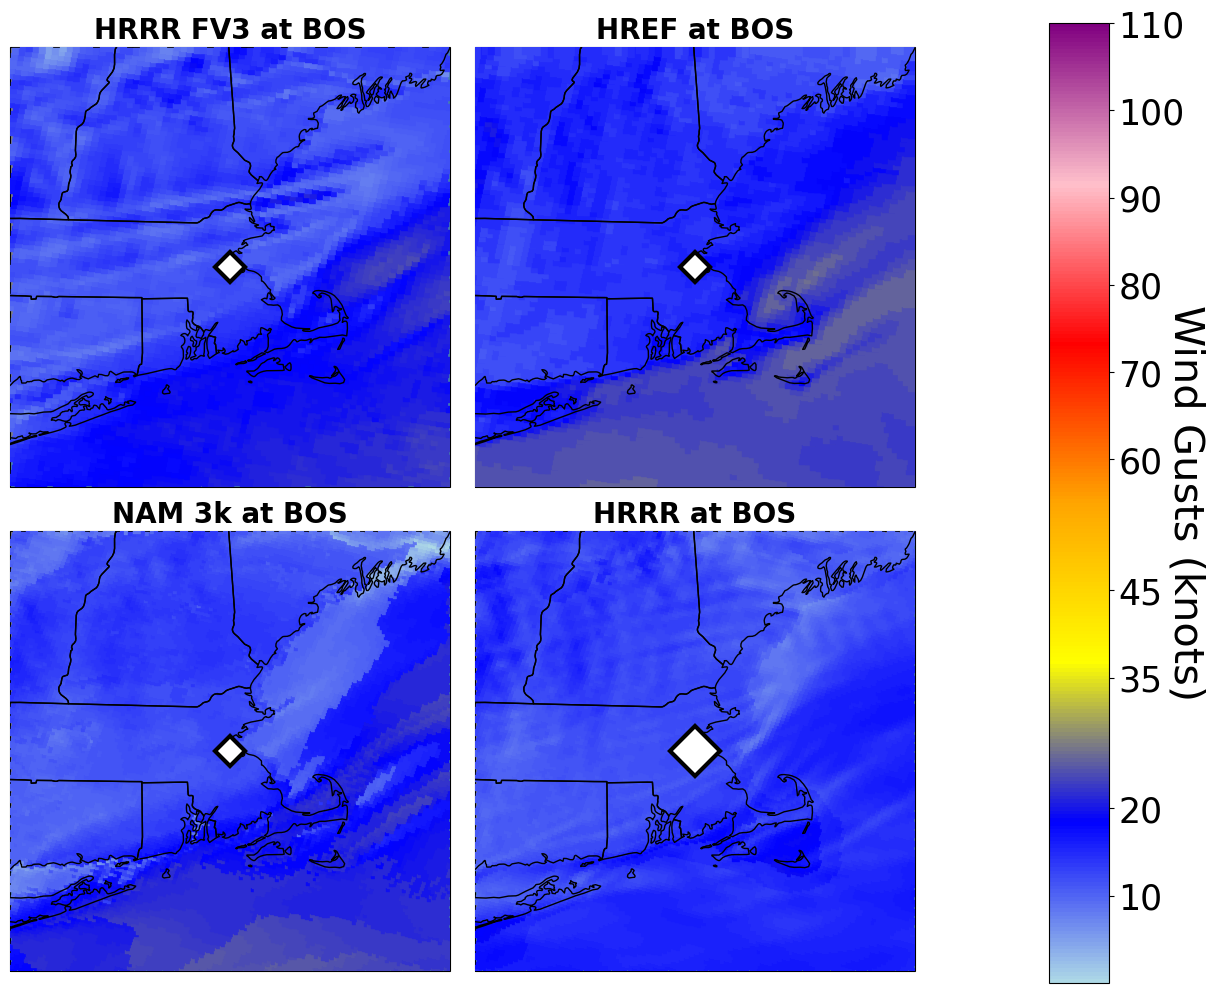 HRRR FV3 at BOS
HREF at BOS
NAM 3k at BOS
HRRR at BOS
110
100
90
80
70
60
45
35
20
10
Wind Gusts (knots)